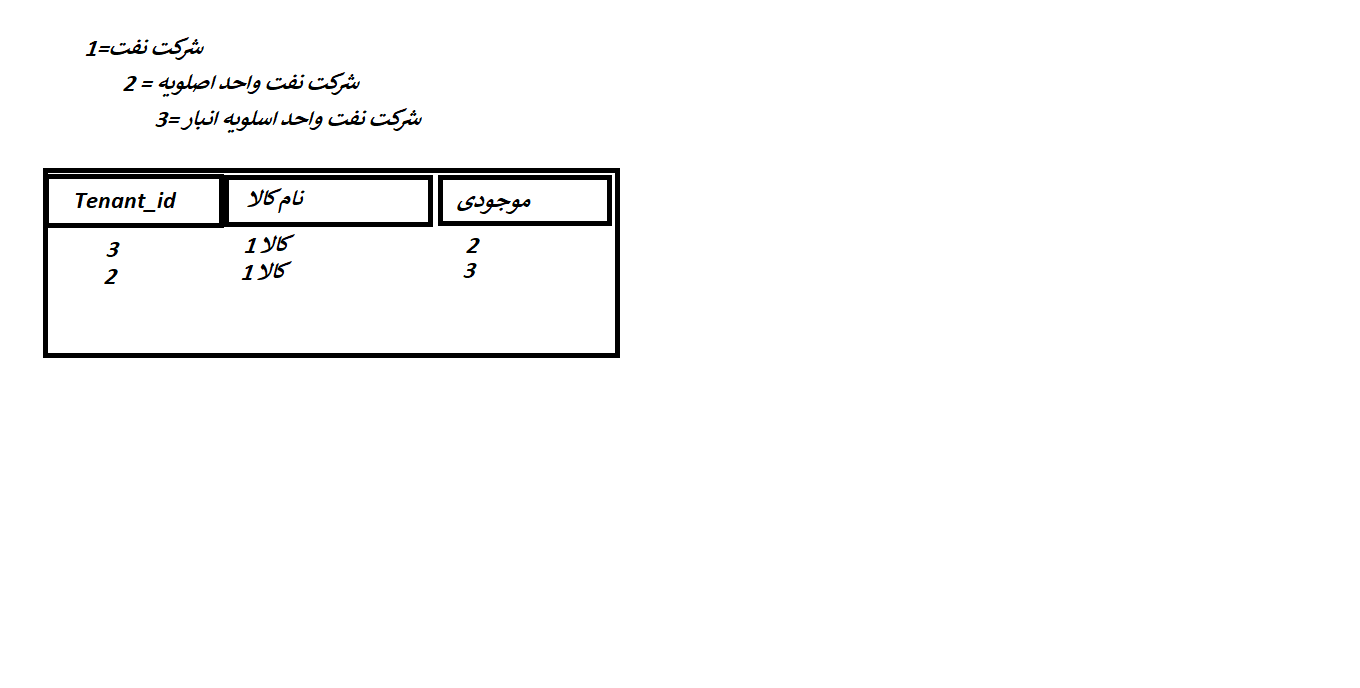 شرکت نفت=1
شرکت نفت واحد اصلویه = 2
شرکت نفت واحد اسلویه انبار =3
Tenant_id نام کالا موجودی
3 کالا 1 2
2 کالا 1 3